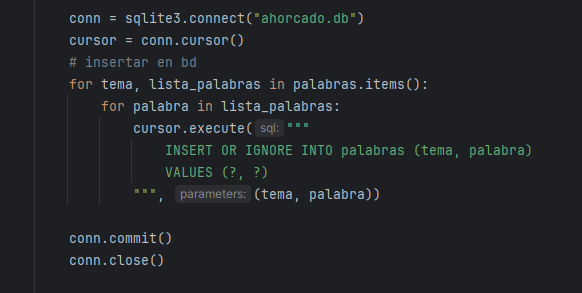 conn = sqlite3.connect("ahorcado.db")
cursor = conn.cursor()
# insertar en bd
for tema, lista_palabras in palabras.items():
    for palabra in lista_palabras:
        cursor.execute( sql: """
            INSERT OR IGNORE INTO palabras (tema, palabra)
            VALUES (?, ?)
        """, parameters: (tema, palabra))
conn.commit()
conn.close()